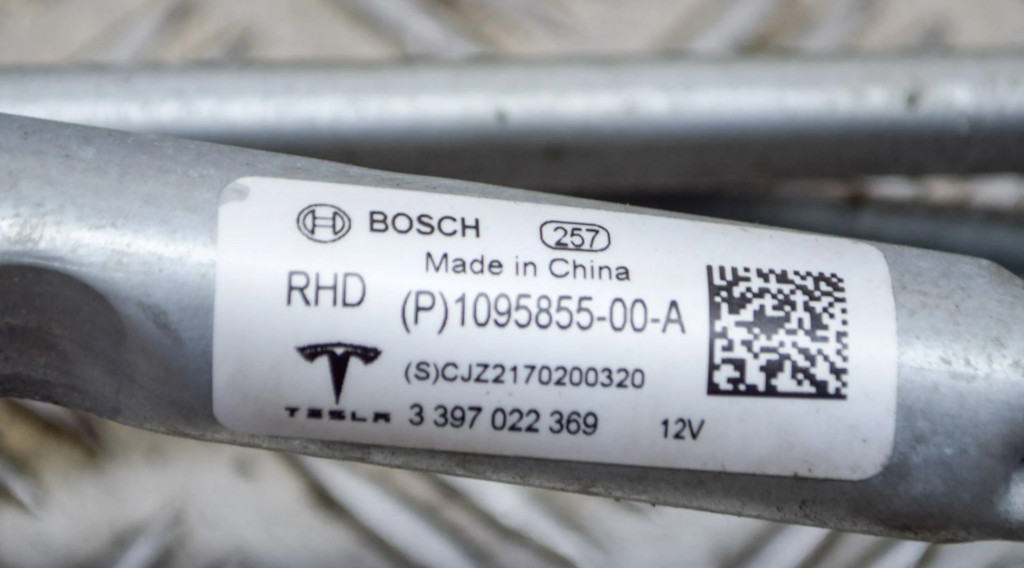 BOSCH 257
Made in China
RHD (P)1095855-00-A
(S)CJZ2170200320
TESLA 3 397 022 369 12V